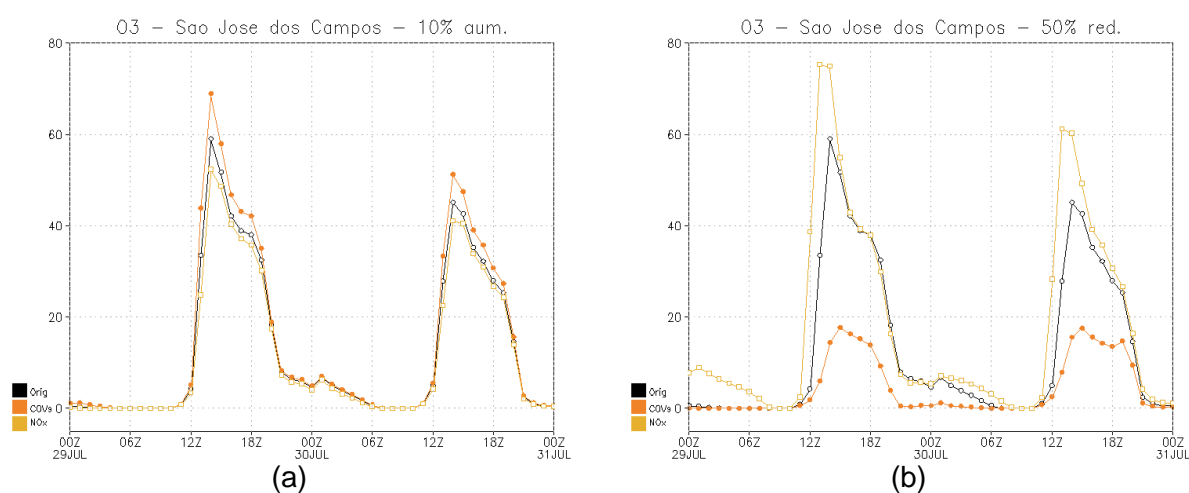 O3 - Sao Jose dos Campos - 10% aum.
80
60
40
20
0
Orig
COVs
NOx
00Z 06Z 12Z 18Z 00Z 06Z 12Z 18Z 00Z
29JUL 30JUL 31JUL
(a)
O3 - Sao Jose dos Campos - 50% red.
80
60
40
20
0
Orig
COVs
NOx
00Z 06Z 12Z 18Z 00Z 06Z 12Z 18Z 00Z
29JUL 30JUL 31JUL
(b)